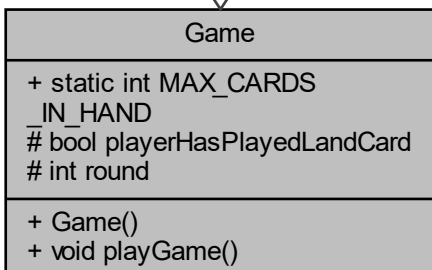 Game
+ static int MAX_CARDS
_IN_HAND
# bool playerHasPlayedLandCard
# int round
+ Game()
+ void playGame()